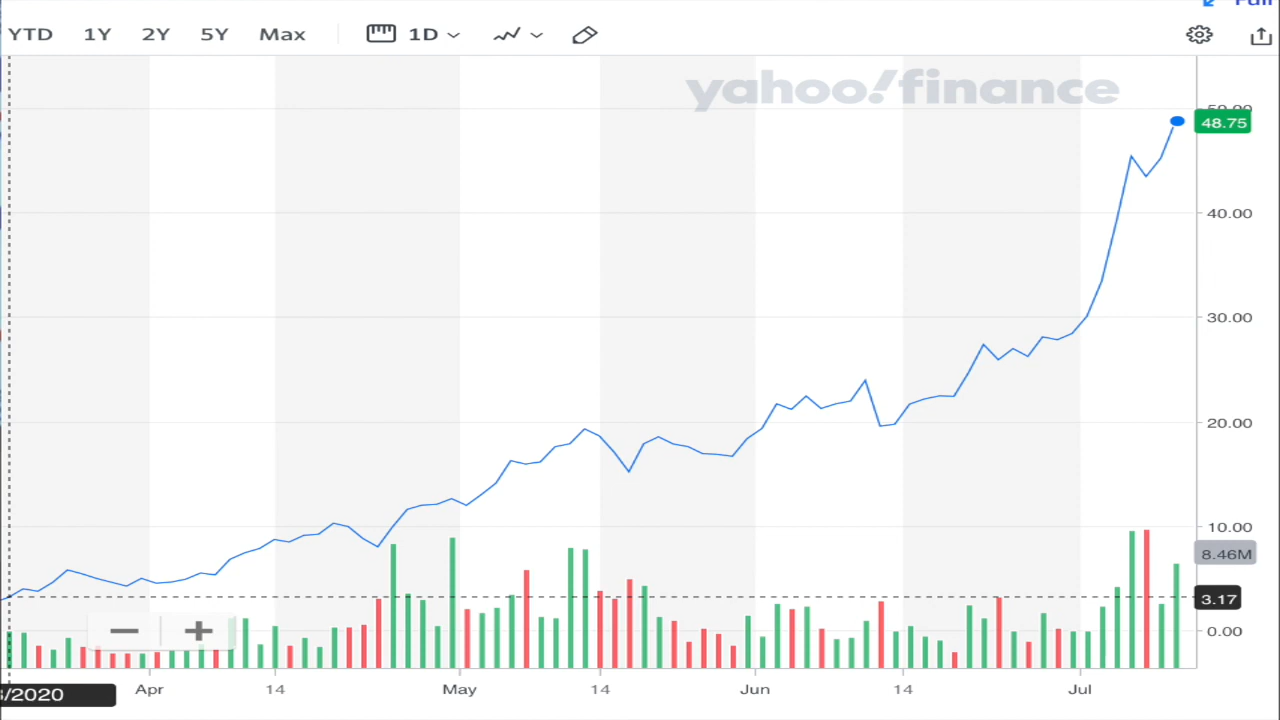 YTD 1Y 2Y 5Y Max 1D
yahoo!finance
48.75
40.00
30.00
20.00
10.00
8.46M
3.17
0.00
Apr 14 May 14 Jun 14 Jul
/2020